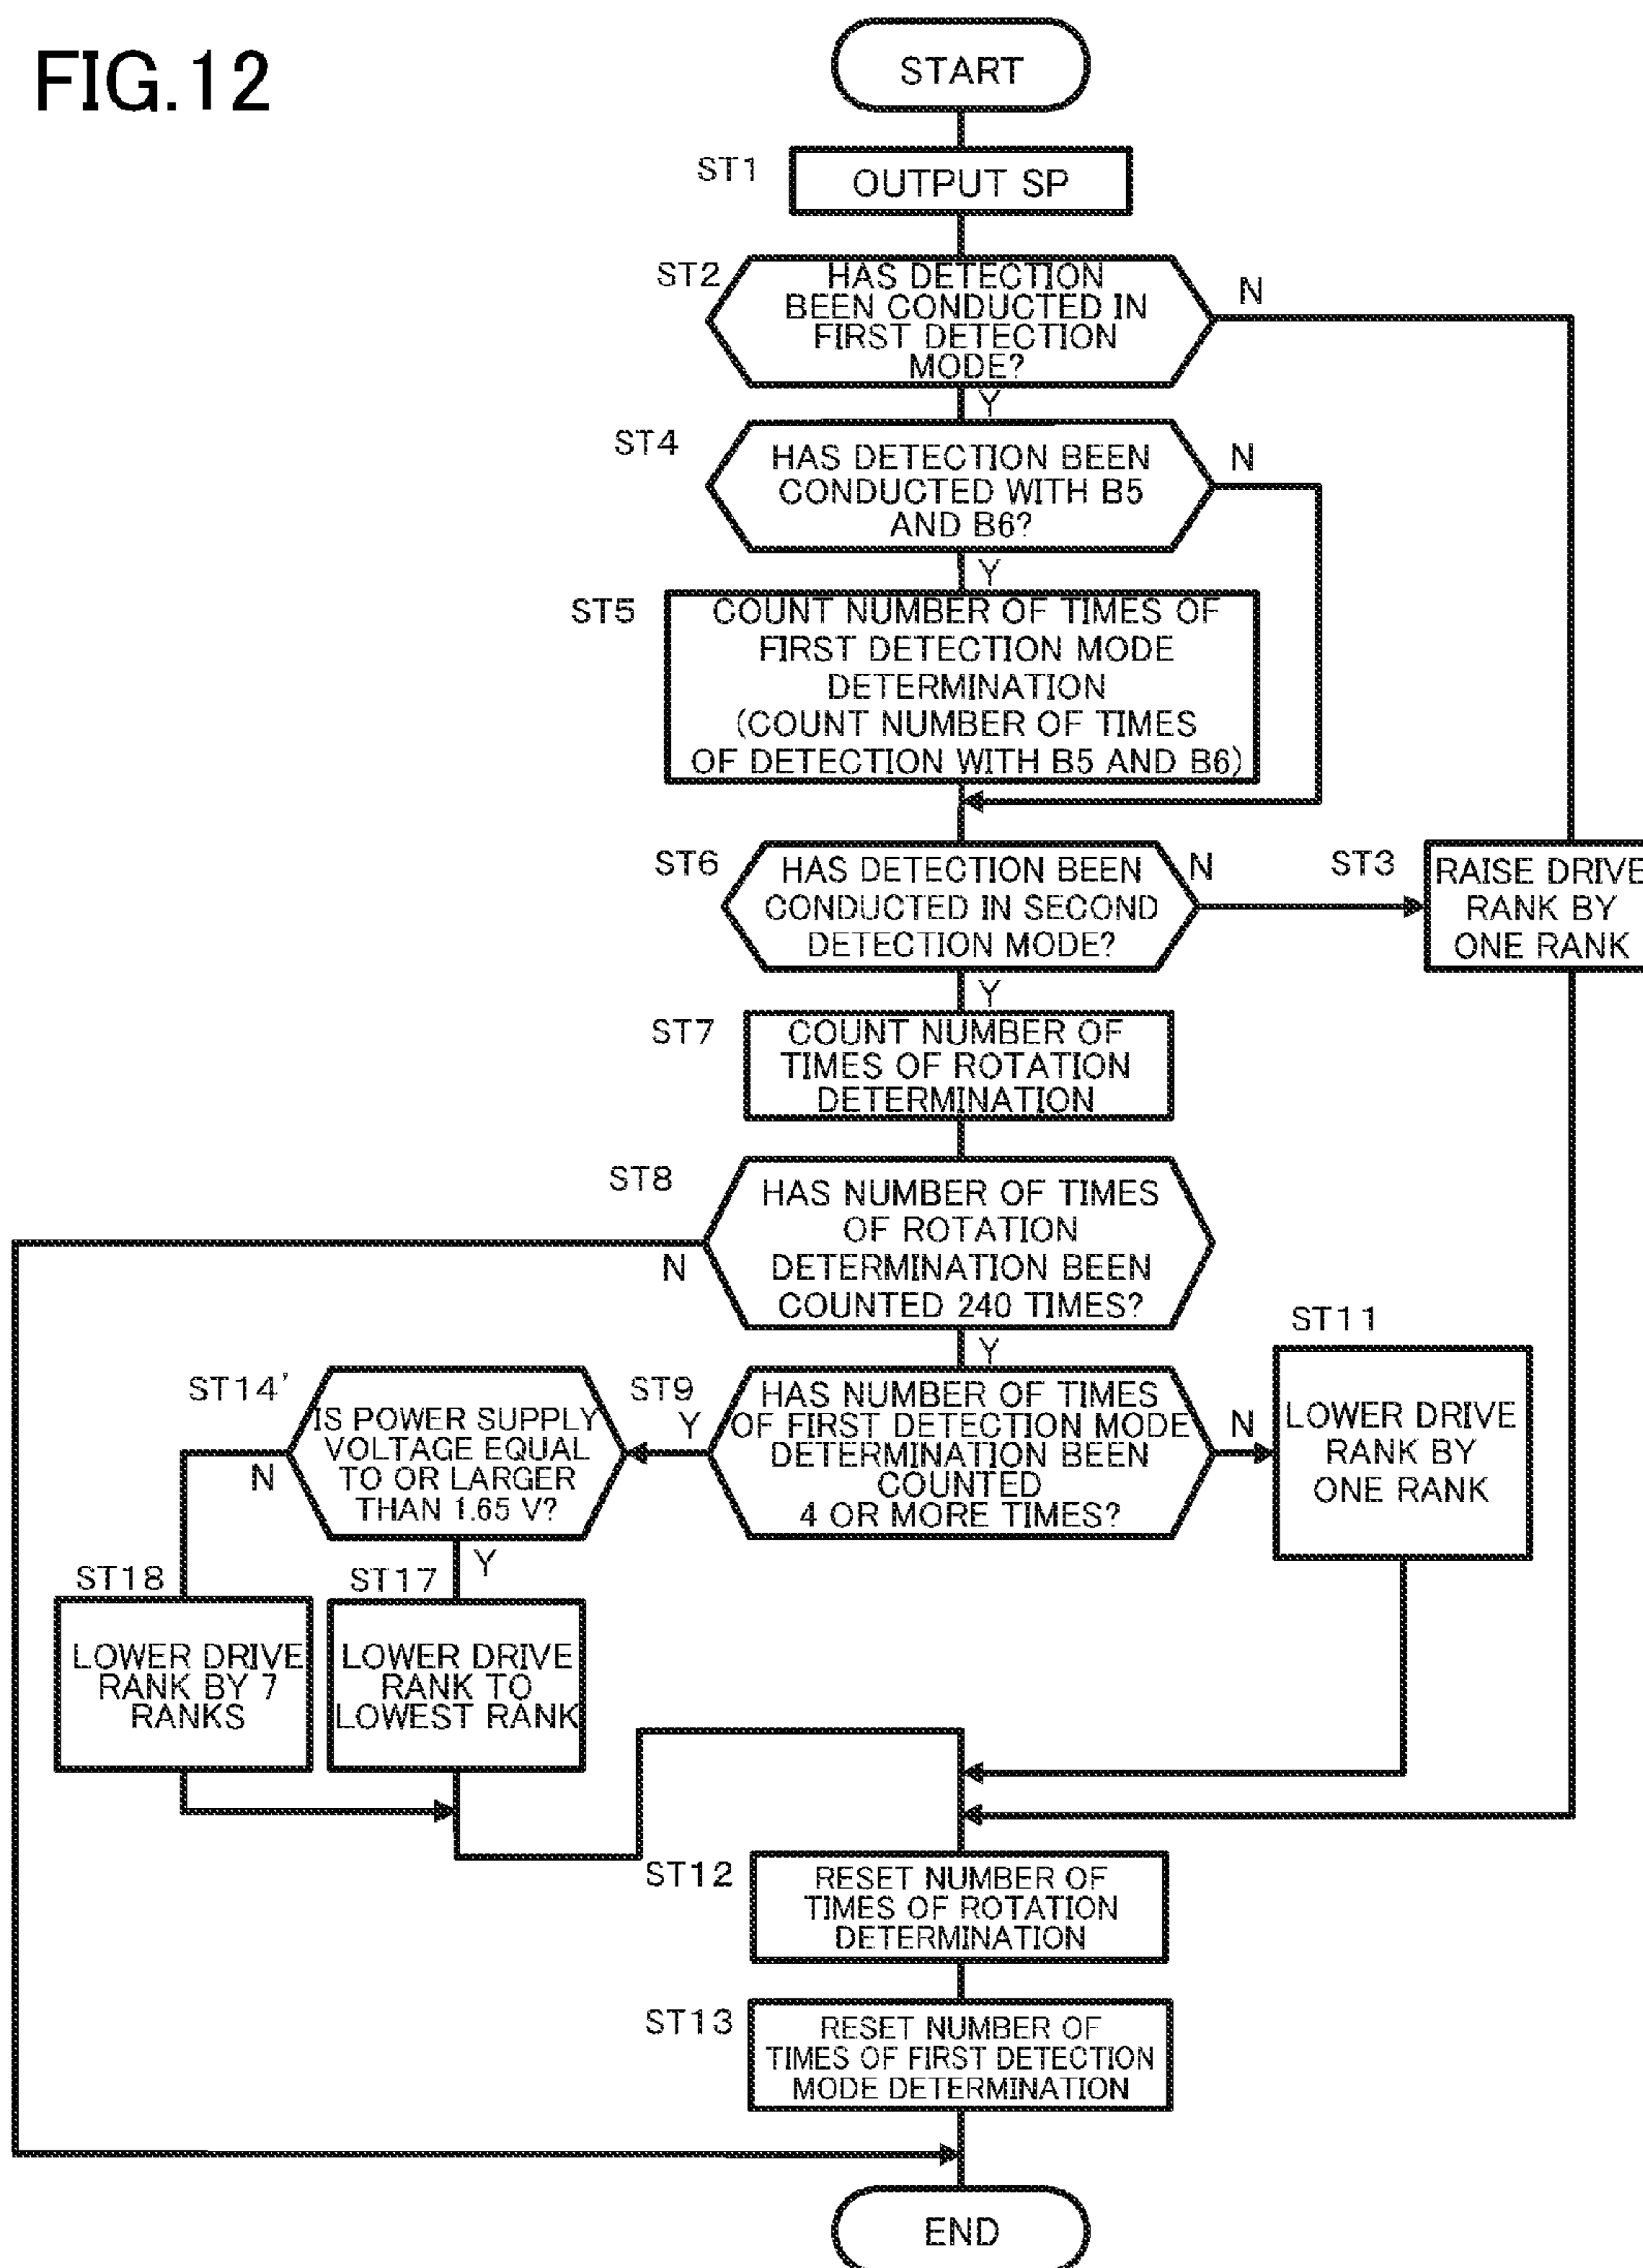 FIG.12
START
ST1
OUTPUT SP
ST2
HAS DETECTION
BEEN CONDUCTED IN
FIRST DETECTION
MODE?
N
Y
ST4
HAS DETECTION BEEN
CONDUCTED WITH B5
AND B6?
N
Y
ST5
COUNT NUMBER OF TIMES OF
FIRST DETECTION MODE
DETERMINATION
(COUNT NUMBER OF TIMES
OF DETECTION WITH B5 AND B6)
ST6
HAS DETECTION BEEN
CONDUCTED IN SECOND
DETECTION MODE?
N
Y
ST3
RAISE DRIVE
RANK BY
ONE RANK
ST7
COUNT NUMBER OF
TIMES OF ROTATION
DETERMINATION
ST8
HAS NUMBER OF TIMES
OF ROTATION
DETERMINATION BEEN
COUNTED 240 TIMES?
N
Y
ST9
HAS NUMBER OF TIMES
OF FIRST DETECTION MODE
DETERMINATION BEEN
COUNTED
4 OR MORE TIMES?
Y
N
ST11
LOWER DRIVE
RANK BY
ONE RANK
ST14'
IS POWER SUPPLY
VOLTAGE EQUAL
TO OR LARGER
THAN 1.65 V?
N
Y
ST18
LOWER DRIVE
RANK BY 7
RANKS
ST17
LOWER DRIVE
RANK TO
LOWEST RANK
ST12
RESET NUMBER OF
TIMES OF ROTATION
DETERMINATION
ST13
RESET NUMBER OF
TIMES OF FIRST DETECTION
MODE DETERMINATION
END